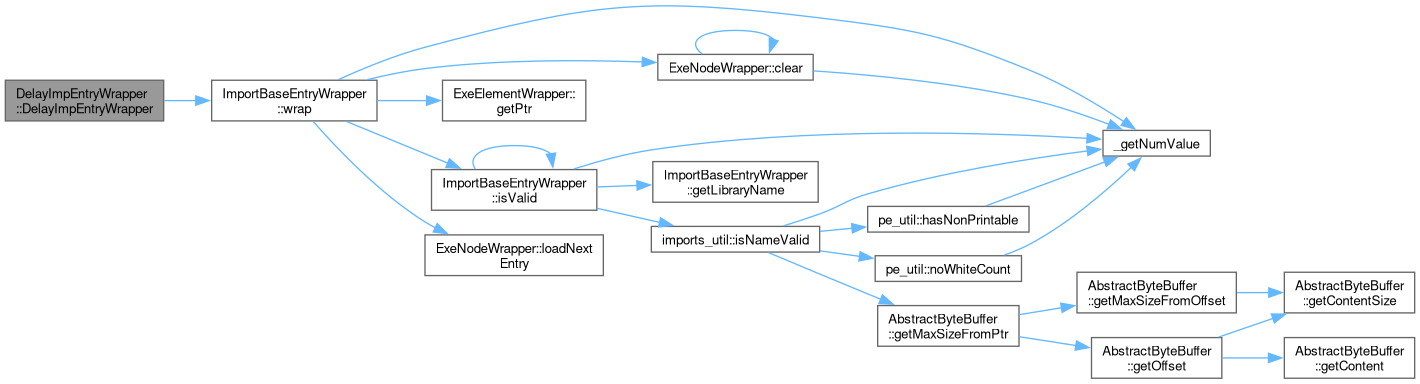 DelayImpEntryWrapper
::DelayImpEntryWrapper
ImportBaseEntryWrapper
::wrap
ExeNodeWrapper::clear
ExeElementWrapper::
getPtr
ImportBaseEntryWrapper
::isValid
ExeNodeWrapper::loadNext
Entry
ImportBaseEntryWrapper
::getLibraryName
imports_util::isNameValid
_getNumValue
pe_util::hasNonPrintable
pe_util::noWhiteCount
AbstractByteBuffer
::getMaxSizeFromPtr
AbstractByteBuffer
::getMaxSizeFromOffset
AbstractByteBuffer
::getOffset
AbstractByteBuffer
::getContentSize
AbstractByteBuffer
::getContent